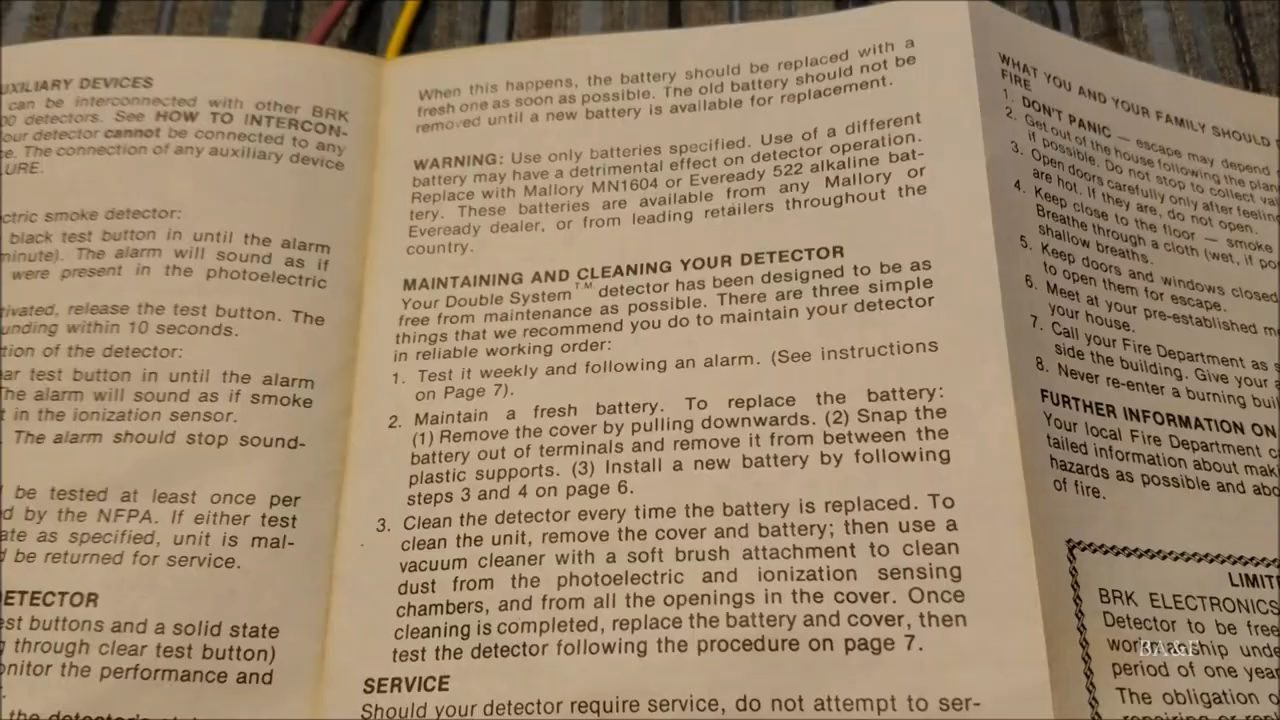 UXILIARY DEVICES
can be interconnected with other BRK
00 detectors. See HOW TO INTERCON-
our detector cannot be connected to any
ce. The connection of any auxiliary device
URE.
ctric smoke detector:
black test button in until the alarm
minute). The alarm will sound as if
were present in the photoelectric
tivated, release the test button. The
unding within 10 seconds.
tion of the detector:
ar test button in until the alarm
The alarm will sound as if smoke
t in the ionization sensor.
The alarm should stop sound-
be tested at least once per
d by the NFPA. If either test
ate as specified, unit is mal-
d be returned for service.
ETECTOR
est buttons and a solid state
g through clear test button)
onitor the performance and
the detector's
When this happens, the battery should be replaced with a
fresh one as soon as possible. The old battery should not be
removed until a new battery is available for replacement.
WARNING: Use only batteries specified. Use of a different
battery may have a detrimental effect on detector operation.
Replace with Mallory MN1604 or Eveready 522 alkaline bat-
tery. These batteries are available from any Mallory or
Eveready dealer, or from leading retailers throughout the
country.
MAINTAINING AND CLEANING YOUR DETECTOR
Your Double System T.M. detector has been designed to be as
free from maintenance as possible. There are three simple
things that we recommend you do to maintain your detector
in reliable working order:
1. Test it weekly and following an alarm. (See instructions
on Page 7).
2. Maintain a fresh battery. To replace the battery:
(1) Remove the cover by pulling downwards. (2) Snap the
battery out of terminals and remove it from between the
plastic supports. (3) Install a new battery by following
steps 3 and 4 on page 6.
3. Clean the detector every time the battery is replaced. To
clean the unit, remove the cover and battery; then use a
vacuum cleaner with a soft brush attachment to clean
dust from the photoelectric and ionization sensing
chambers, and from all the openings in the cover. Once
cleaning is completed, replace the battery and cover, then
test the detector following the procedure on page 7.
SERVICE
Should your detector require service, do not attempt to ser-
WHAT YOU AND YOUR FAMILY SHOULD
FIRE
1. DON'T PANIC — escape may depend
2. Get out of the house following the plan
if possible. Do not stop to collect val
3. Open doors carefully only after feelin
are hot. If they are, do not open.
4. Keep close to the floor — smoke
Breathe through a cloth (wet, if po
shallow breaths.
5. Keep doors and windows closed
to open them for escape.
6. Meet at your pre-established m
your house.
7. Call your Fire Department as s
side the building. Give your a
8. Never re-enter a burning buil
FURTHER INFORMATION ON
Your local Fire Department c
tailed information about maki
hazards as possible and abo
of fire.
LIMIT
BRK ELECTRONICS
Detector to be free
workmanship unde
period of one year
The obligation o